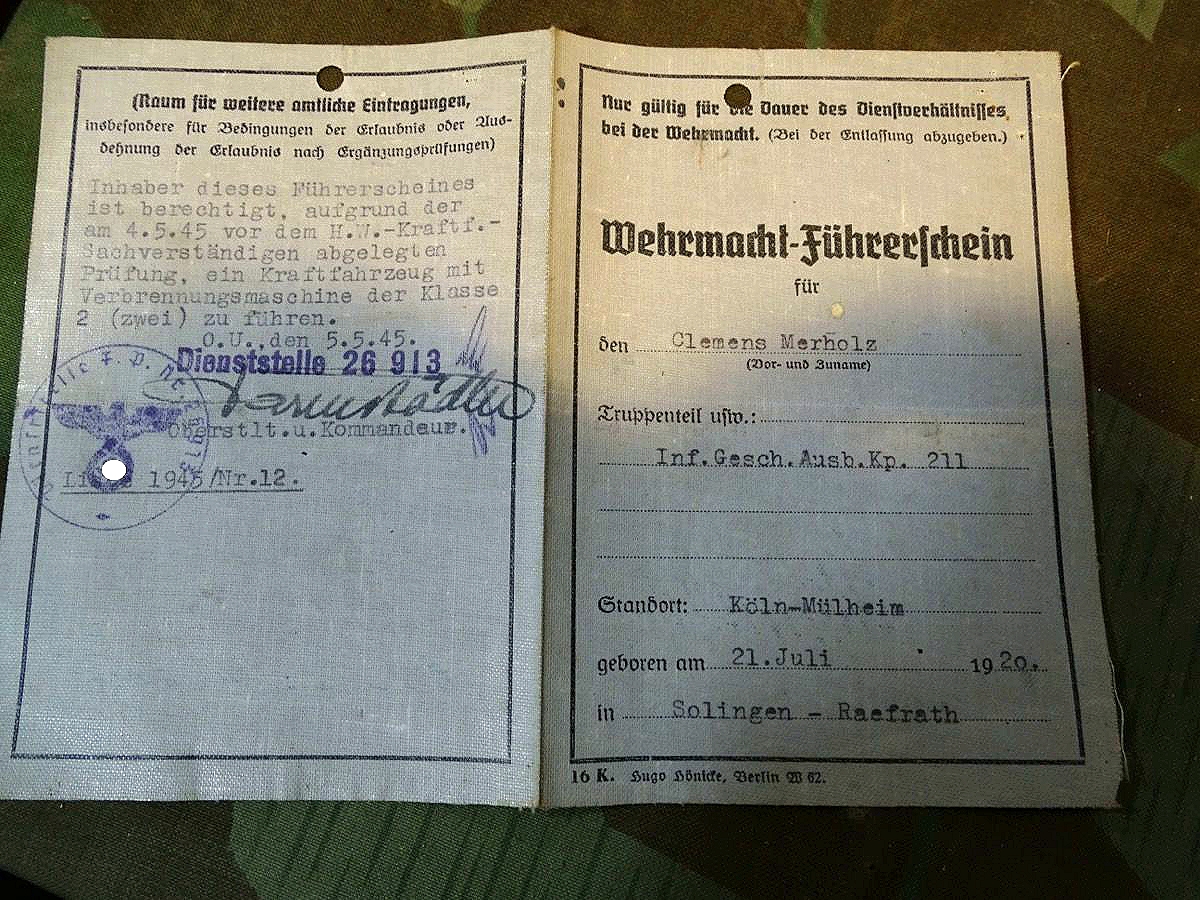 (Raum für weitere amtliche Eintragungen,
insbesondere für Bedingungen der Erlaubnis oder Aus-
dehnung der Erlaubnis nach Ergänzungsprüfungen)
Inhaber dieses Führerscheines
ist berechtigt, aufgrund der
am 4.5.45 vor dem H.W.-Kraftf.-
Sachverständigen abgelegten
Prüfung, ein Kraftfahrzeug mit
Verbrennungsmaschine der Klasse
2 (zwei) zu führen.
O.U.,den 5.5.45.
Dienststelle 26 913
Oberstlt.u.Kommandeur.
1945/Nr.12.
Nur gültig für die Dauer des Dienstverhältnisses
bei der Wehrmacht. (Bei der Entlassung abzugeben.)
Wehrmacht-Führerschein
für
den Clemens Merholz
(Vor- und Zuname)
Truppenteil usw.:
Inf.Gesch.Ausb.Kp. 211
Standort: Köln-Mülheim
geboren am 21.Juli 1920.
in Solingen - Raefrath
16 K. Hugo Hönicke, Berlin W 62.